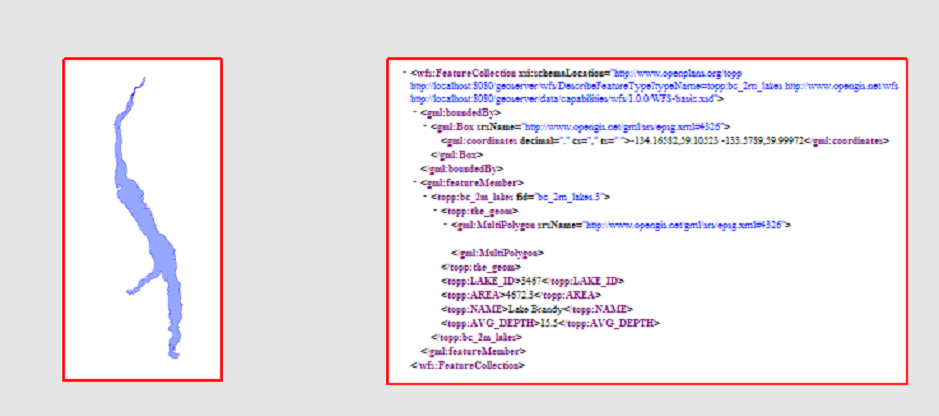 - <wfs:FeatureCollection xsi:schemaLocation="http://www.openplans.org/topp
http://localhost:8080/geoserver/wfs/DescribeFeatureType?typeName=topp:bc_2m_lakes http://www.opengis.net/wfs
http://localhost:8080/geoserver/data/capabilities/wfs/1.0.0/WFS-basic.xsd">
- <gml:boundedBy>
- <gml:Box srsName="http://www.opengis.net/gml/srs/epsg.xml#4326">
<gml:coordinates decimal="." cs="," ts=" ">-134.16582,59.10523 -133.5789,59.99972</gml:coordinates>
</gml:Box>
</gml:boundedBy>
- <gml:featureMember>
- <topp:bc_2m_lakes fid="bc_2m_lakes.3">
- <topp:the_geom>
- <gml:MultiPolygon srsName="http://www.opengis.net/gml/srs/epsg.xml#4326">
</gml:MultiPolygon>
</topp:the_geom>
<topp:LAKE_ID>3467</topp:LAKE_ID>
<topp:AREA>4672.3</topp:AREA>
<topp:NAME>Lake Brandy</topp:NAME>
<topp:AVG_DEPTH>15.5</topp:AVG_DEPTH>
</topp:bc_2m_lakes>
</gml:featureMember>
</wfs:FeatureCollection>